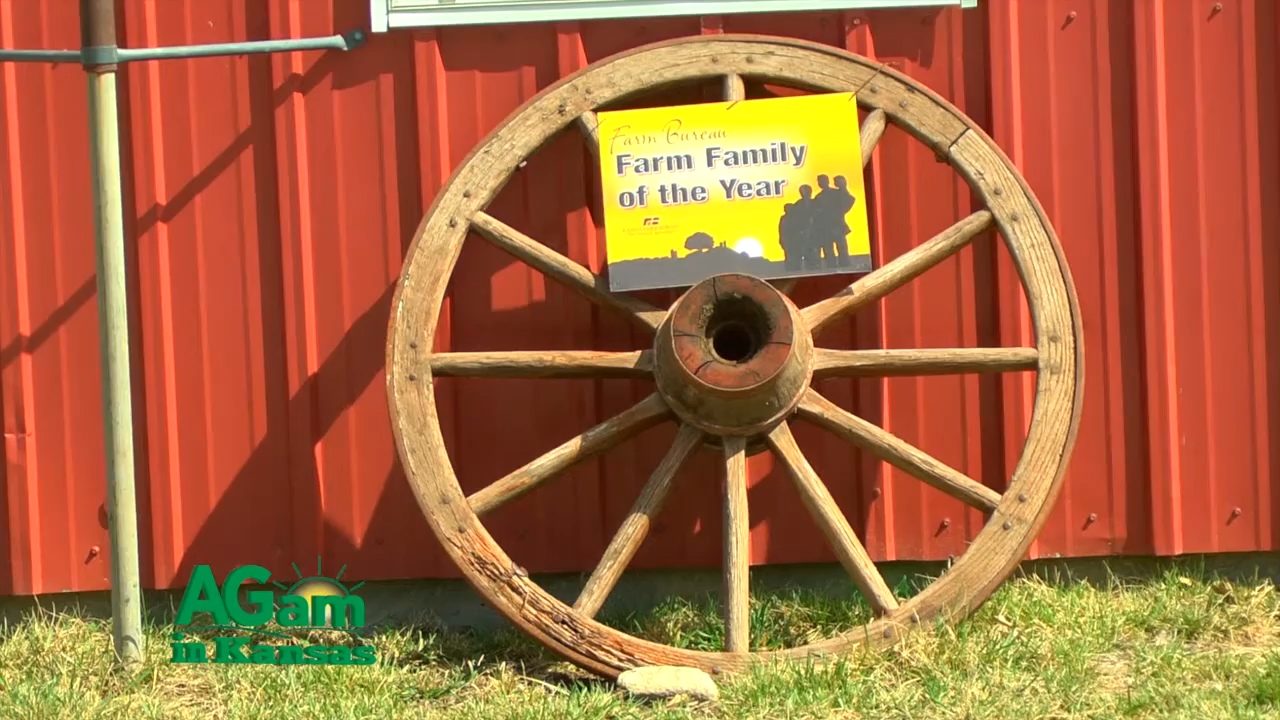 Farm Bureau
Farm Family
of the Year
AGam
in Kansas